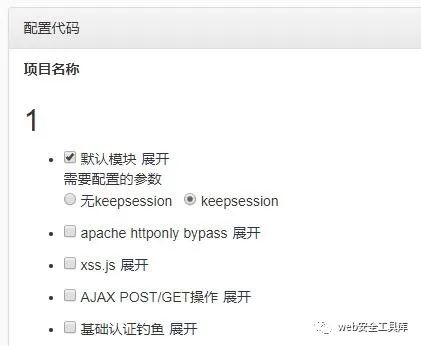 配置代码
项目名称
1
默认模块 展开
需要配置的参数
无keepsession keepsession
apache httponly bypass 展开
xss.js 展开
AJAX POST/GET操作 展开
基础认证钓鱼 展开
web安全工具库